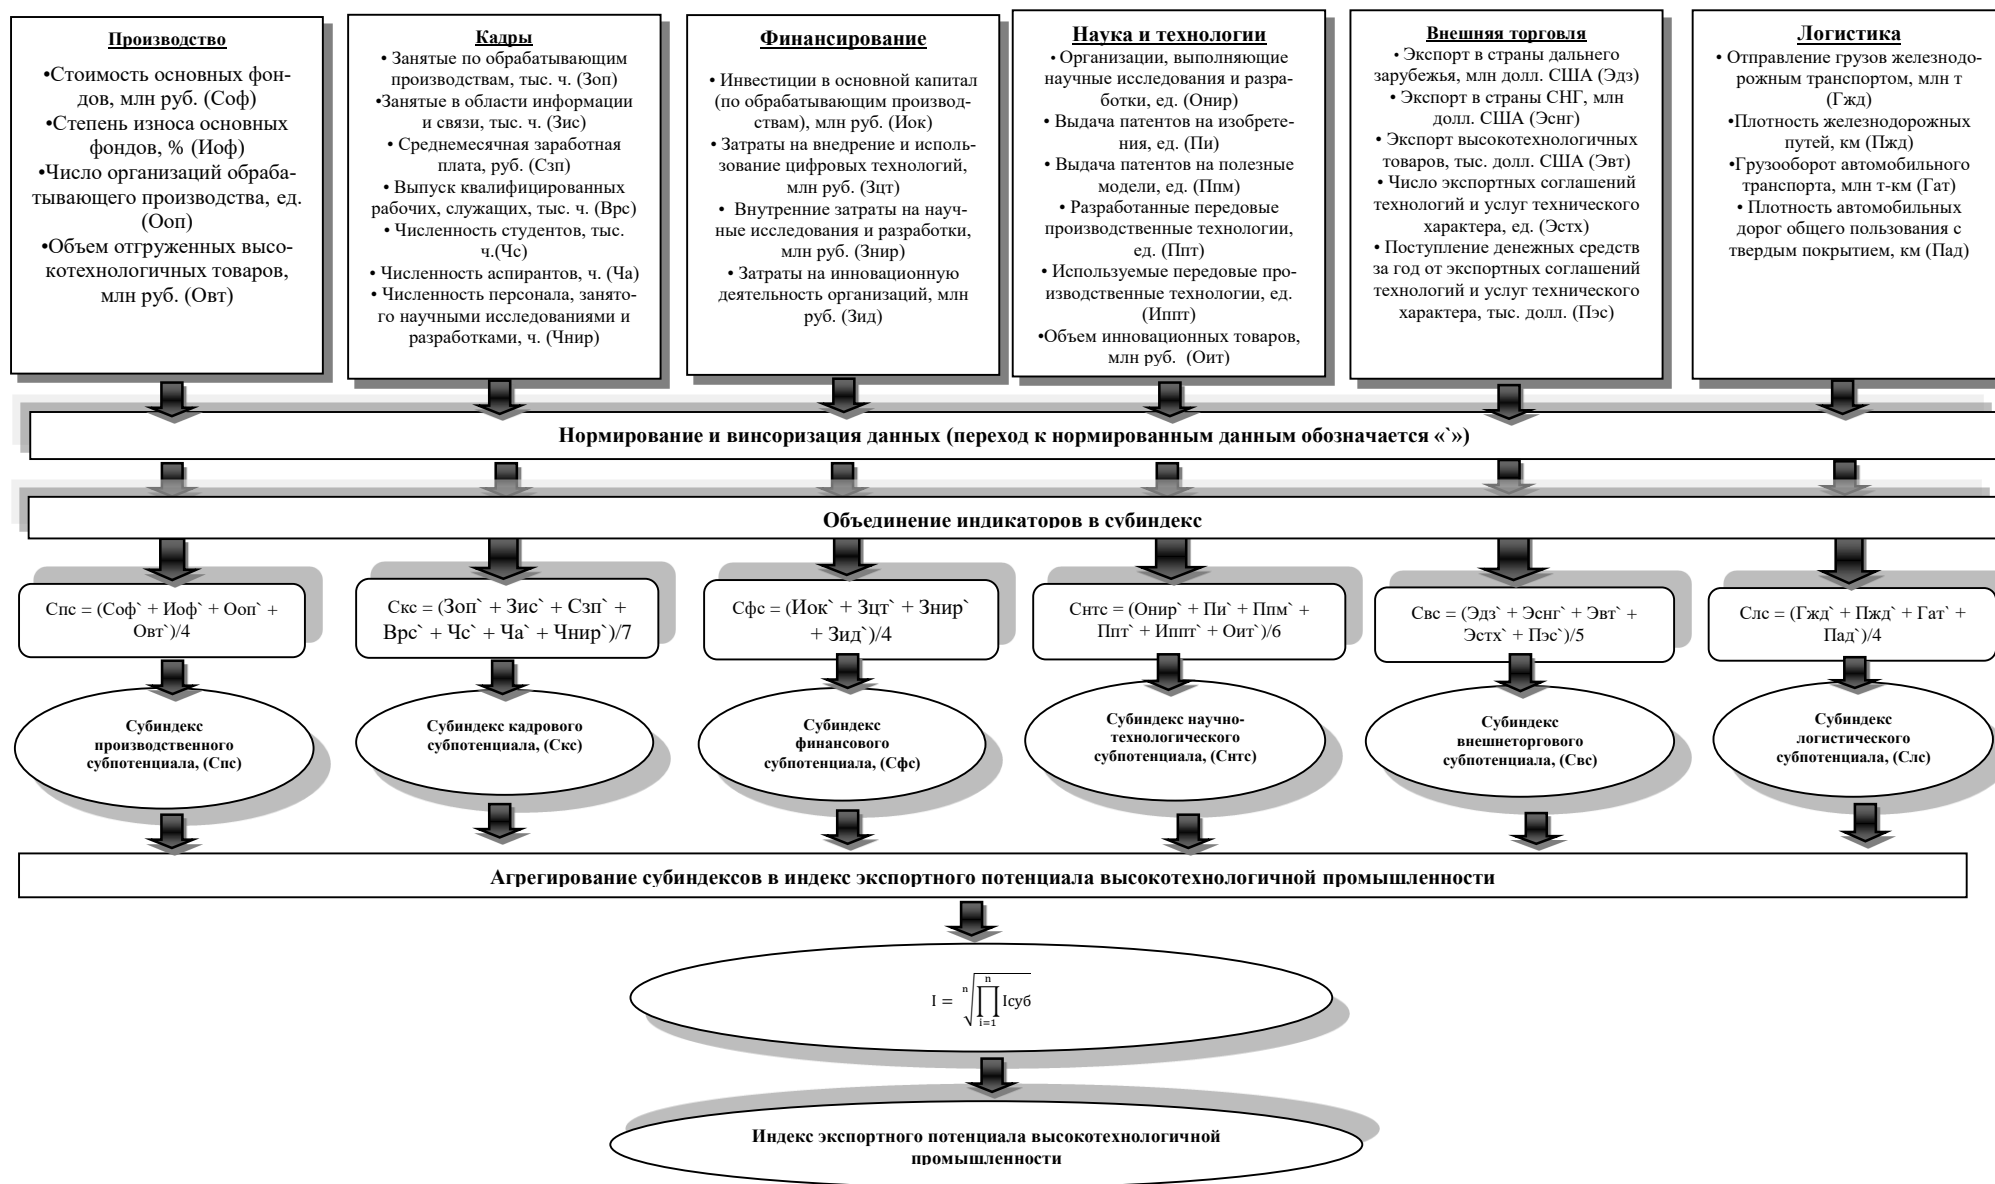 Производство
•Стоимость основных фон-
дов, млн руб. (Соф)
•Степень износа основных
фондов, % (Иоф)
•Число организаций обраба-
тывающего производства, ед.
(Ооп)
•Объем отгруженных высо-
котехнологичных товаров,
млн руб. (Овт)
Кадры
• Занятые по обрабатывающим
производствам, тыс. ч. (Зоп)
•Занятые в области информации
и связи, тыс. ч. (Зис)
• Среднемесячная заработная
плата, руб. (Сзп)
• Выпуск квалифицированных
рабочих, служащих, тыс. ч. (Врс)
• Численность студентов, тыс.
ч.(Чс)
• Численность аспирантов, ч. (Ча)
• Численность персонала, занято-
го научными исследованиями и
разработками, ч. (Чнир)
Финансирование
• Инвестиции в основной капитал
(по обрабатывающим производ-
ствам), млн руб. (Иок)
• Затраты на внедрение и исполь-
зование цифровых технологий,
млн руб. (Зцт)
• Внутренние затраты на науч-
ные исследования и разработки,
млн руб. (Знир)
• Затраты на инновационную
деятельность организаций, млн
руб. (Зид)
Наука и технологии
• Организации, выполняющие
научные исследования и разра-
ботки, ед. (Онир)
• Выдача патентов на изобрете-
ния, ед. (Пи)
• Выдача патентов на полезные
модели, ед. (Ппм)
• Разработанные передовые
производственные технологии,
ед. (Ппт)
• Используемые передовые про-
изводственные технологии, ед.
(Иппт)
•Объем инновационных товаров,
млн руб. (Оит)
Внешняя торговля
• Экспорт в страны дальнего
зарубежья, млн долл. США (Эдз)
• Экспорт в страны СНГ, млн
долл. США (Эснг)
• Экспорт высокотехнологичных
товаров, тыс. долл. США (Эвт)
• Число экспортных соглашений
технологий и услуг технического
характера, ед. (Эстх)
• Поступление денежных средств
за год от экспортных соглашений
технологий и услуг технического
характера, тыс. долл. (Пэс)
Логистика
• Отправление грузов железнодо-
рожным транспортом, млн т
(Гжд)
•Плотность железнодорожных
путей, км (Пжд)
•Грузооборот автомобильного
транспорта, млн т-км (Гат)
• Плотность автомобильных
дорог общего пользования с
твердым покрытием, км (Пад)
Нормирование и винсоризация данных (переход к нормированным данным обозначается «`»)
Объединение индикаторов в субиндекс
Спс = (Соф` + Иоф` + Ооп` +
Овт`)/4
Скс = (Зоп` + Зис` + Сзп` +
Врс` + Чс` + Ча` + Чнир`)/7
Сфс = (Иок` + Зцт` + Знир`
+ Зид`)/4
Снтс = (Онир` + Пи` + Ппм` +
Ппт` + Иппт` + Оит`)/6
Свс = (Эдз` + Эснг` + Эвт` +
Эстх` + Пэс`)/5
Слс = (Гжд` + Пжд` + Гат` +
Пад`)/4
Субиндекс
производственного
субпотенциала, (Спс)
Субиндекс кадрового
субпотенциала, (Скс)
Субиндекс
финансового
субпотенциала, (Сфс)
Субиндекс научно-
технологического
субпотенциала, (Снтс)
Субиндекс
внешнеторгового
субпотенциала, (Свс)
Субиндекс
логистического
субпотенциала, (Слс)
Агрегирование субиндексов в индекс экспортного потенциала высокотехнологичной промышленности
I = ⁿ√∏ⁿᵢ₌₁ Iсуб
Индекс экспортного потенциала высокотехнологичной
промышленности